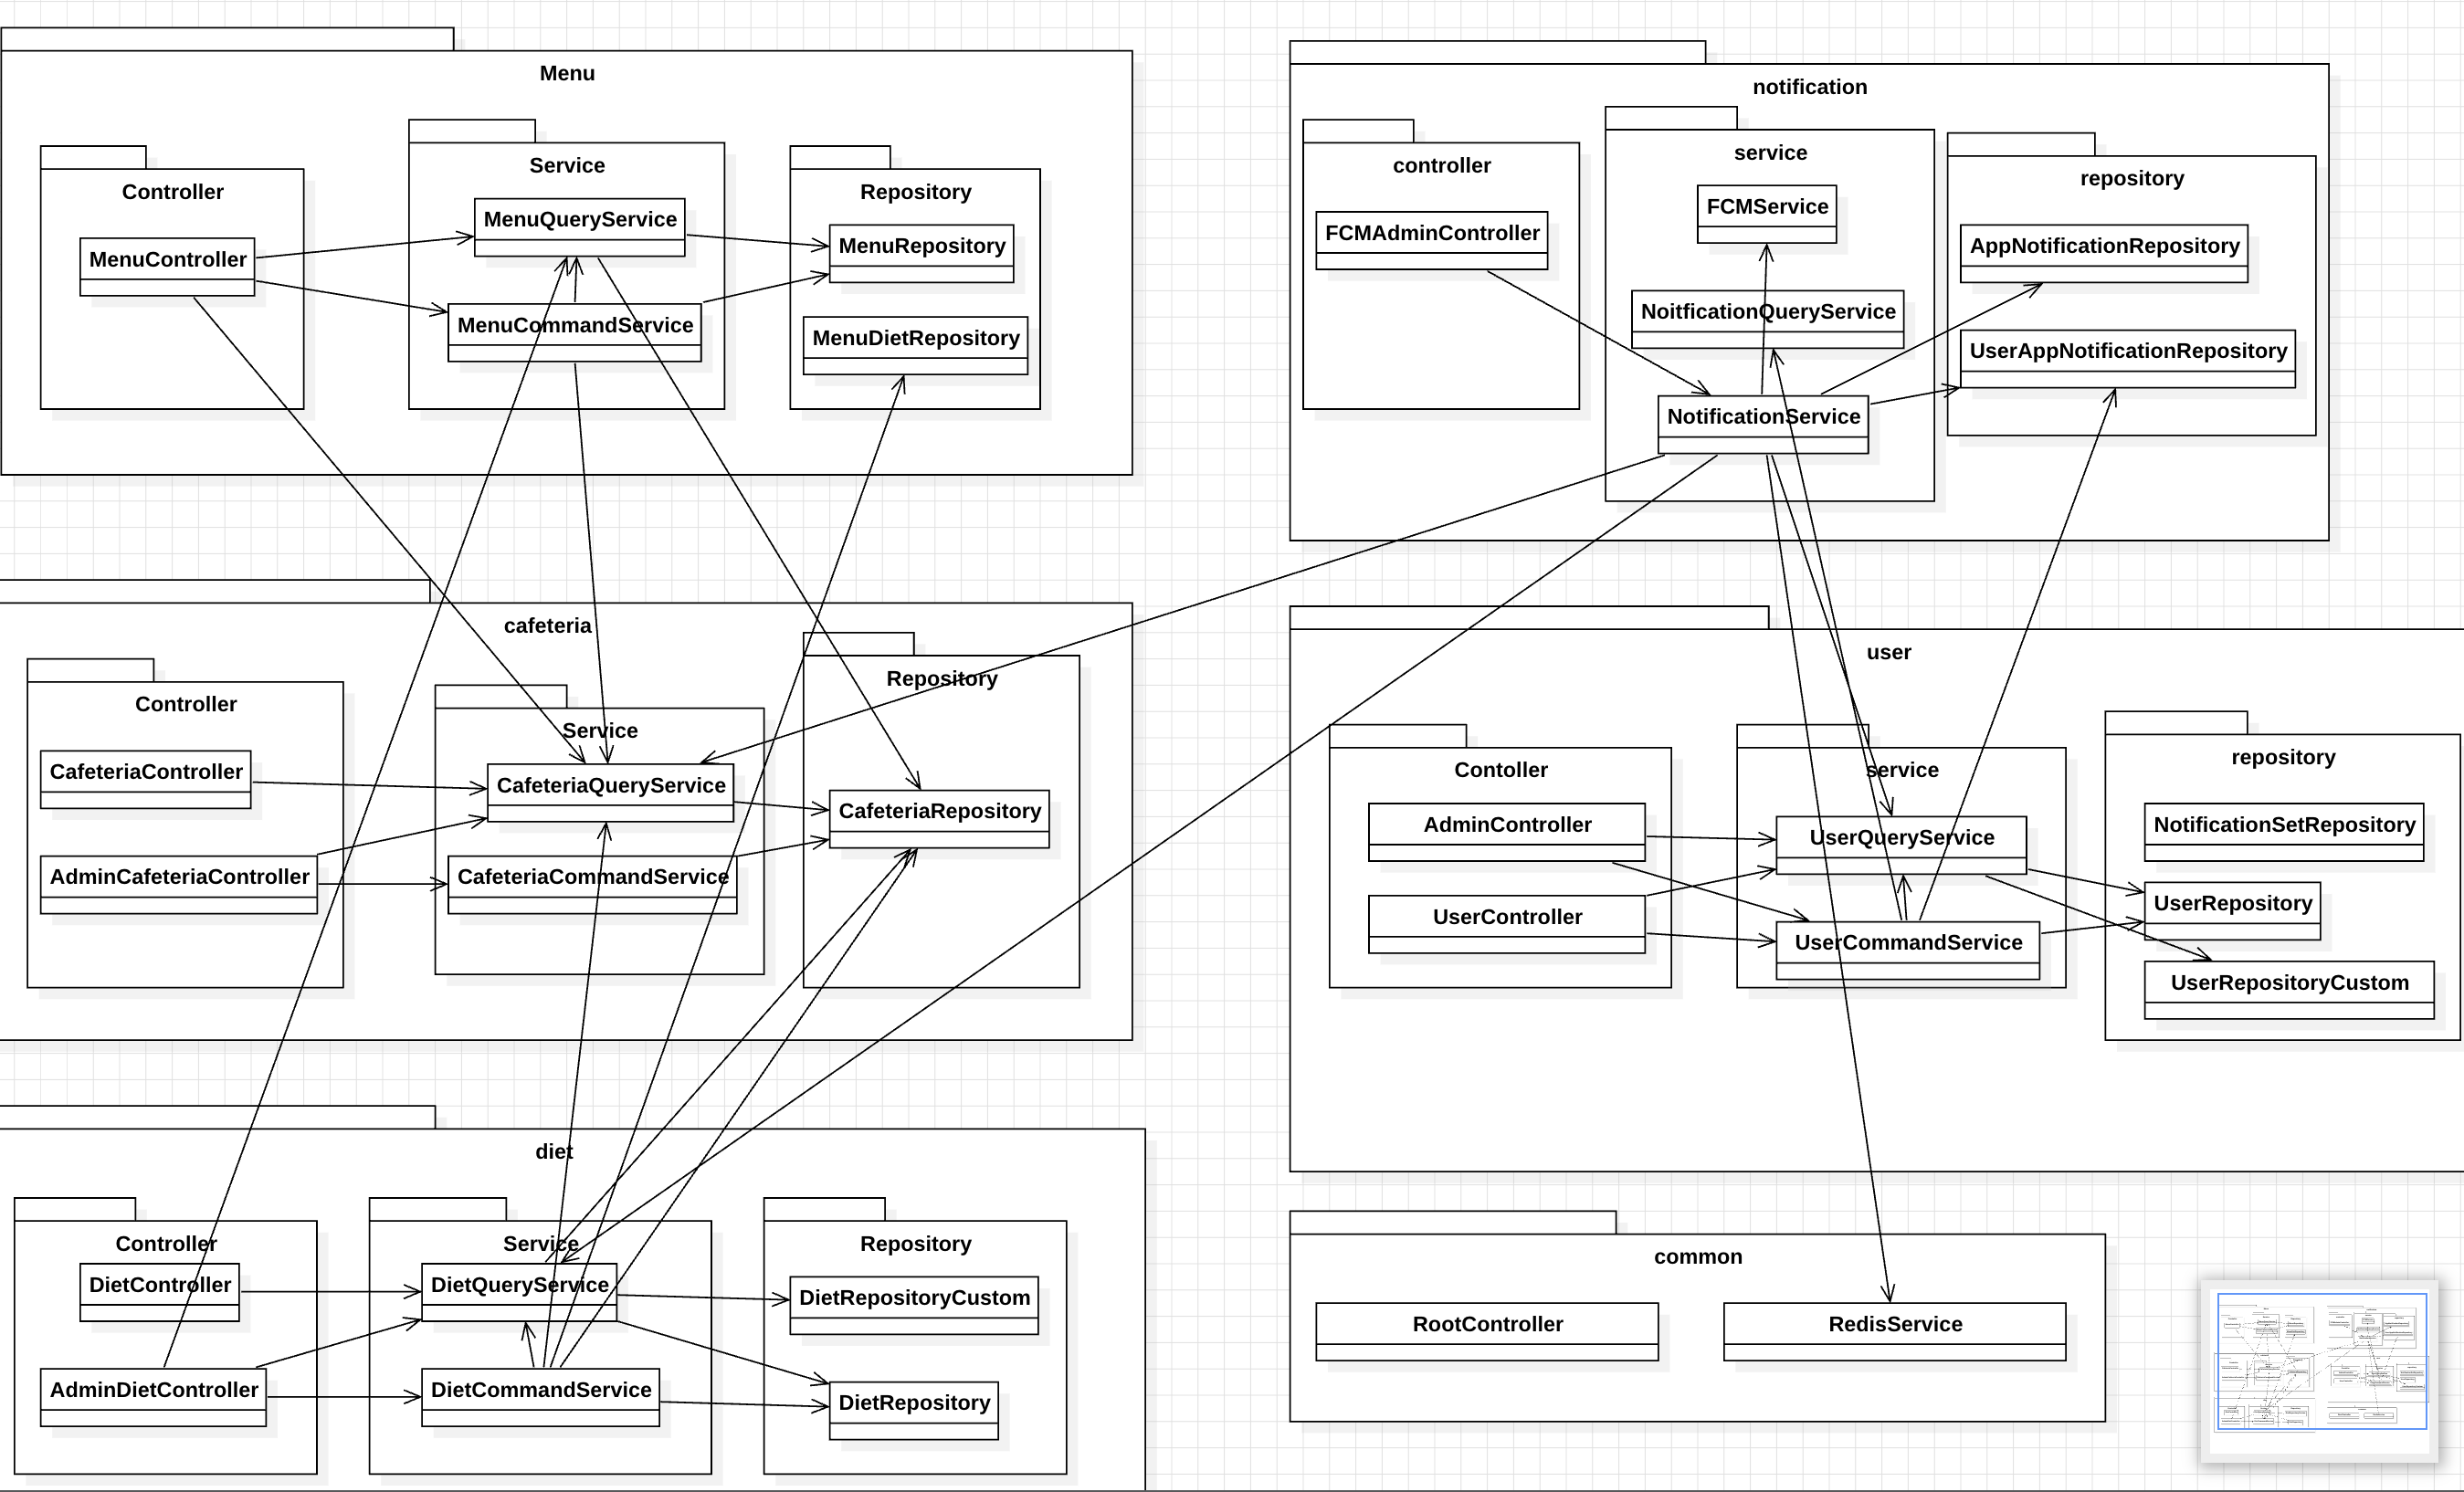 Menu
Controller
MenuController
Service
MenuQueryService
MenuCommandService
Repository
MenuRepository
MenuDietRepository
notification
controller
FCMAdminController
service
FCMService
NoitficationQueryService
NotificationService
repository
AppNotificationRepository
UserAppNotificationRepository
cafeteria
Controller
CafeteriaController
AdminCafeteriaController
Service
CafeteriaQueryService
CafeteriaCommandService
Repository
CafeteriaRepository
user
Contoller
AdminController
UserController
service
UserQueryService
UserCommandService
repository
NotificationSetRepository
UserRepository
UserRepositoryCustom
diet
Controller
DietController
AdminDietController
Service
DietQueryService
DietCommandService
Repository
DietRepositoryCustom
DietRepository
common
RootController
RedisService